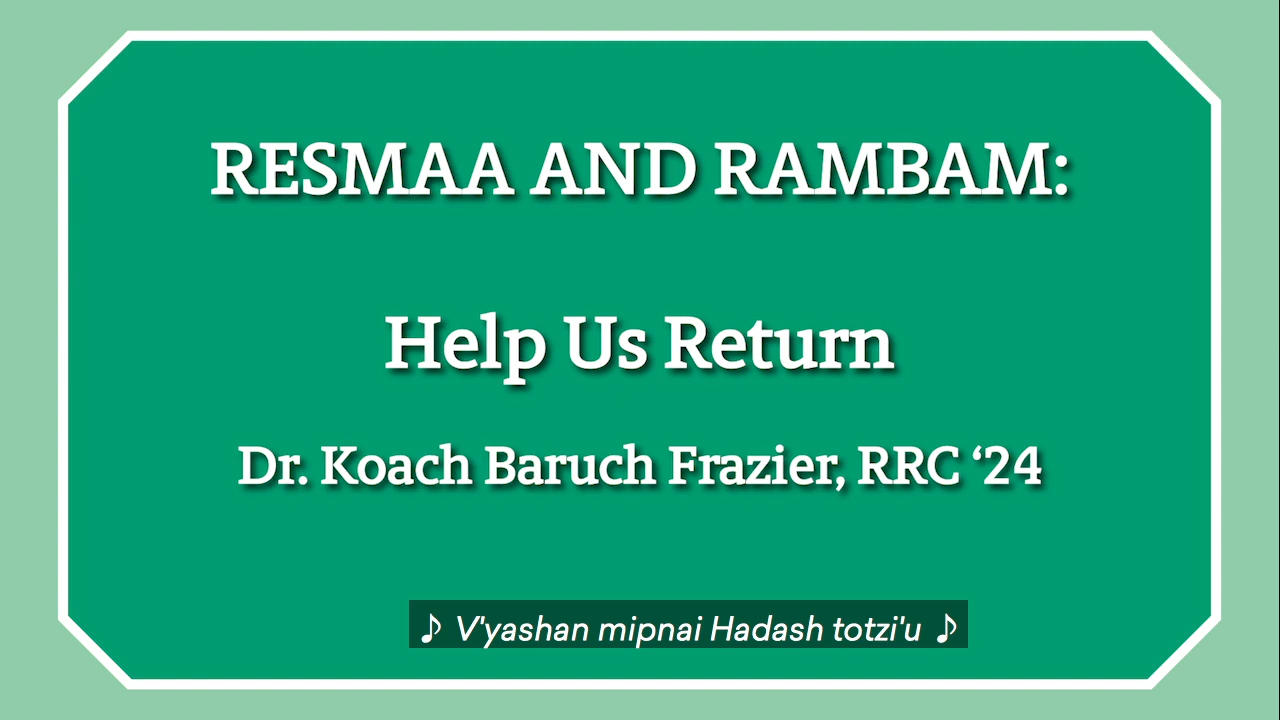 RESMAA AND RAMBAM:
Help Us Return
Dr. Koach Baruch Frazier, RRC ‘24
♪ V'yashan mipnai Hadash totzi'u ♪